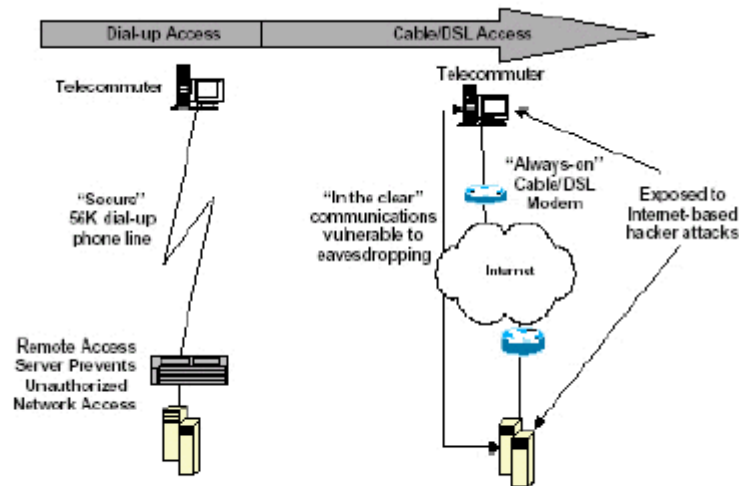 Dial-up Access
Cable/DSL Access
Telecommuter
"Secure"
56K dial-up
phone line
Remote Access
Server Prevents
Unauthorized
Network Access
Telecommuter
"In the clear"
communications
vulnerable to
eavesdropping
"Always-on"
Cable/DSL
Modem
Internet
Exposed to
Internet-based
hacker attacks